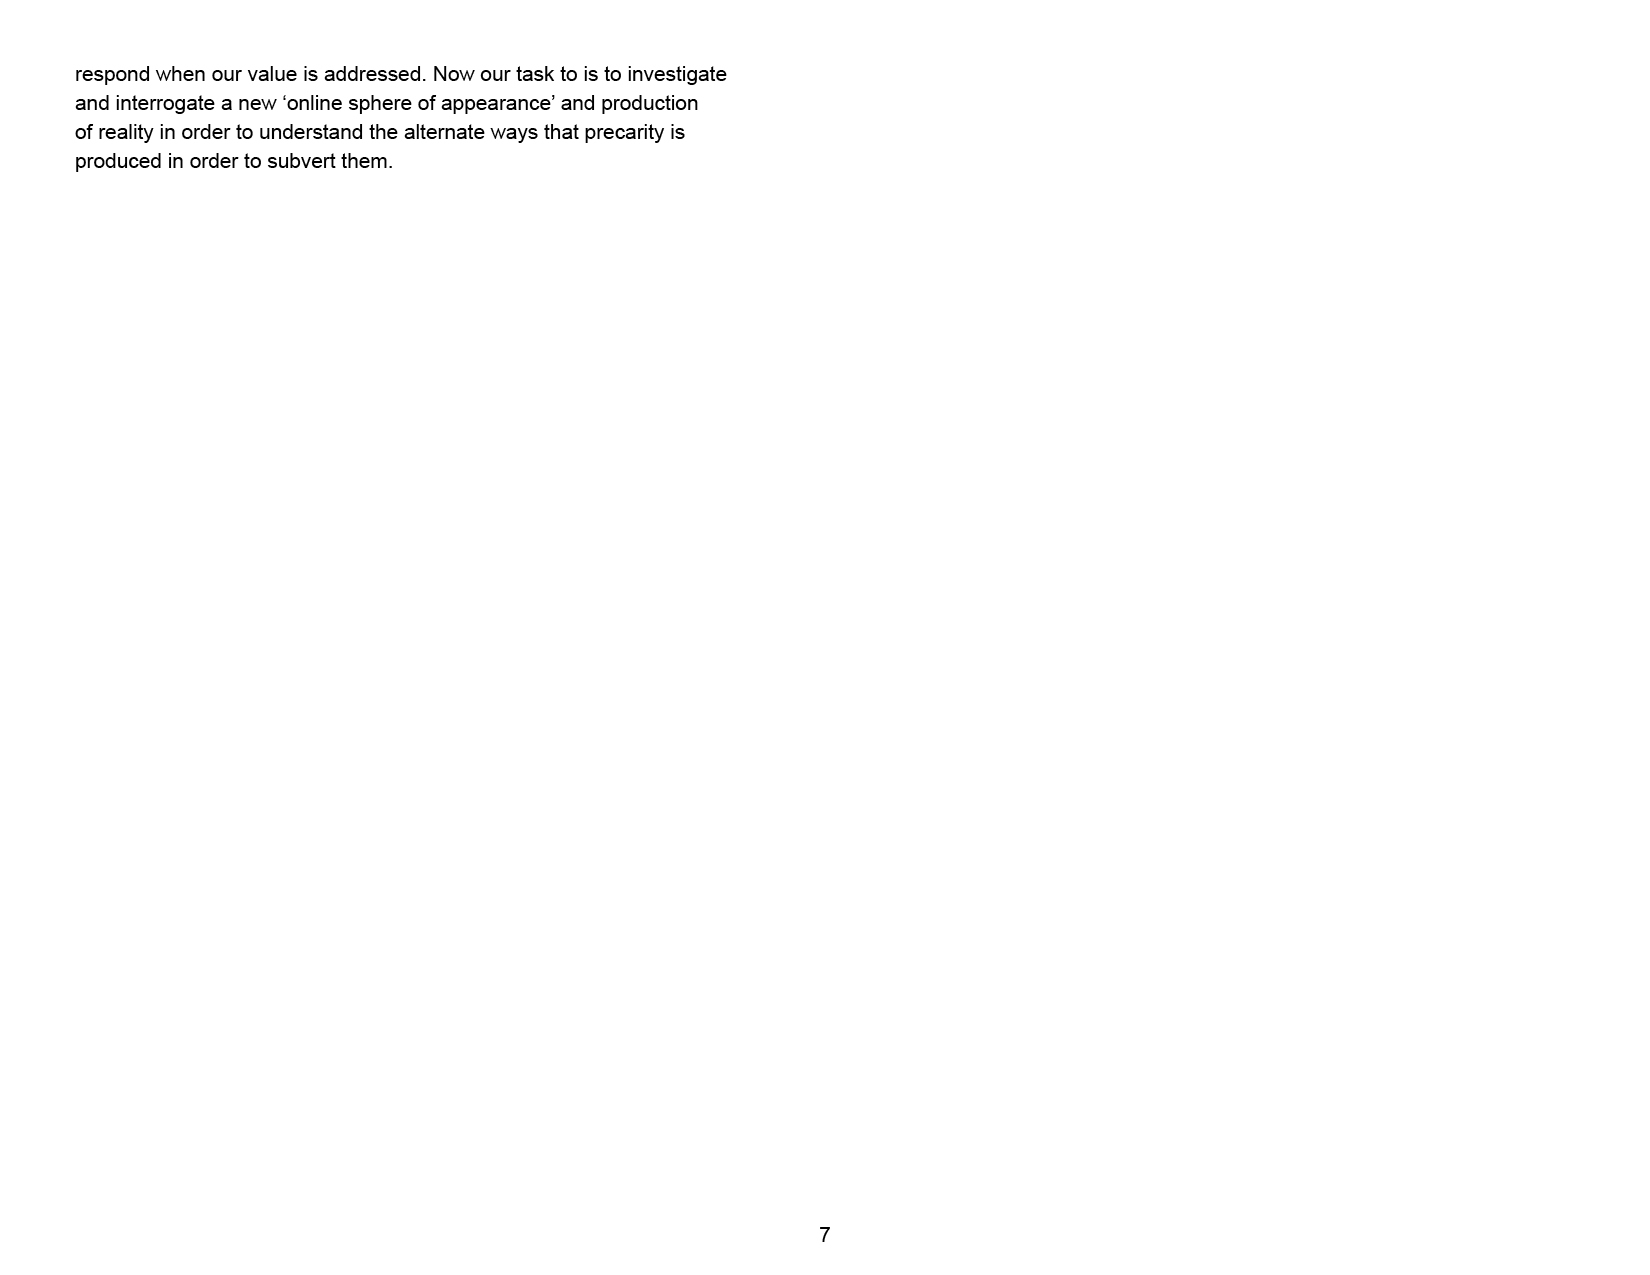 respond when our value is addressed. Now our task to is to investigate
and interrogate a new ‘online sphere of appearance’ and production
of reality in order to understand the alternate ways that precarity is
produced in order to subvert them.
7